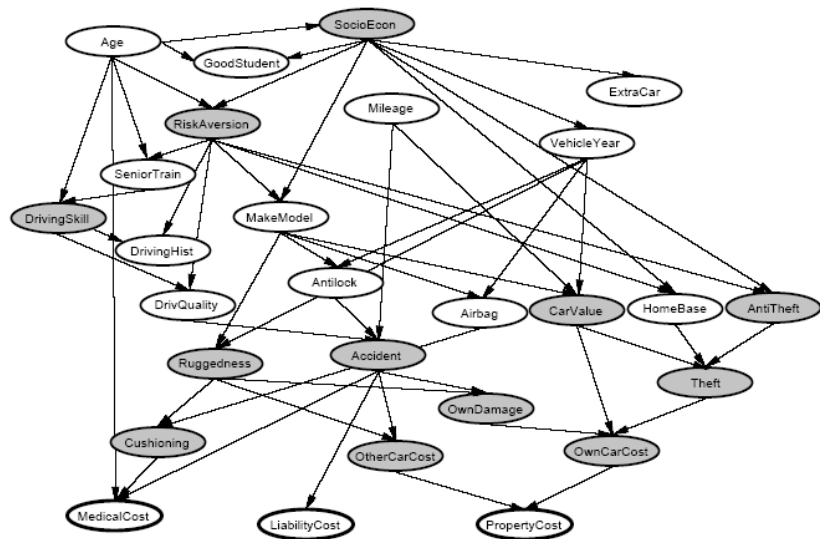 SocioEcon
Age
GoodStudent
ExtraCar
Mileage
RiskAversion
VehicleYear
SeniorTrain
DrivingSkill
MakeModel
DrivingHist
Antilock
DrivQuality
Airbag
CarValue
HomeBase
AntiTheft
Ruggedness
Accident
Theft
OwnDamage
Cushioning
OtherCarCost
OwnCarCost
MedicalCost
LiabilityCost
PropertyCost